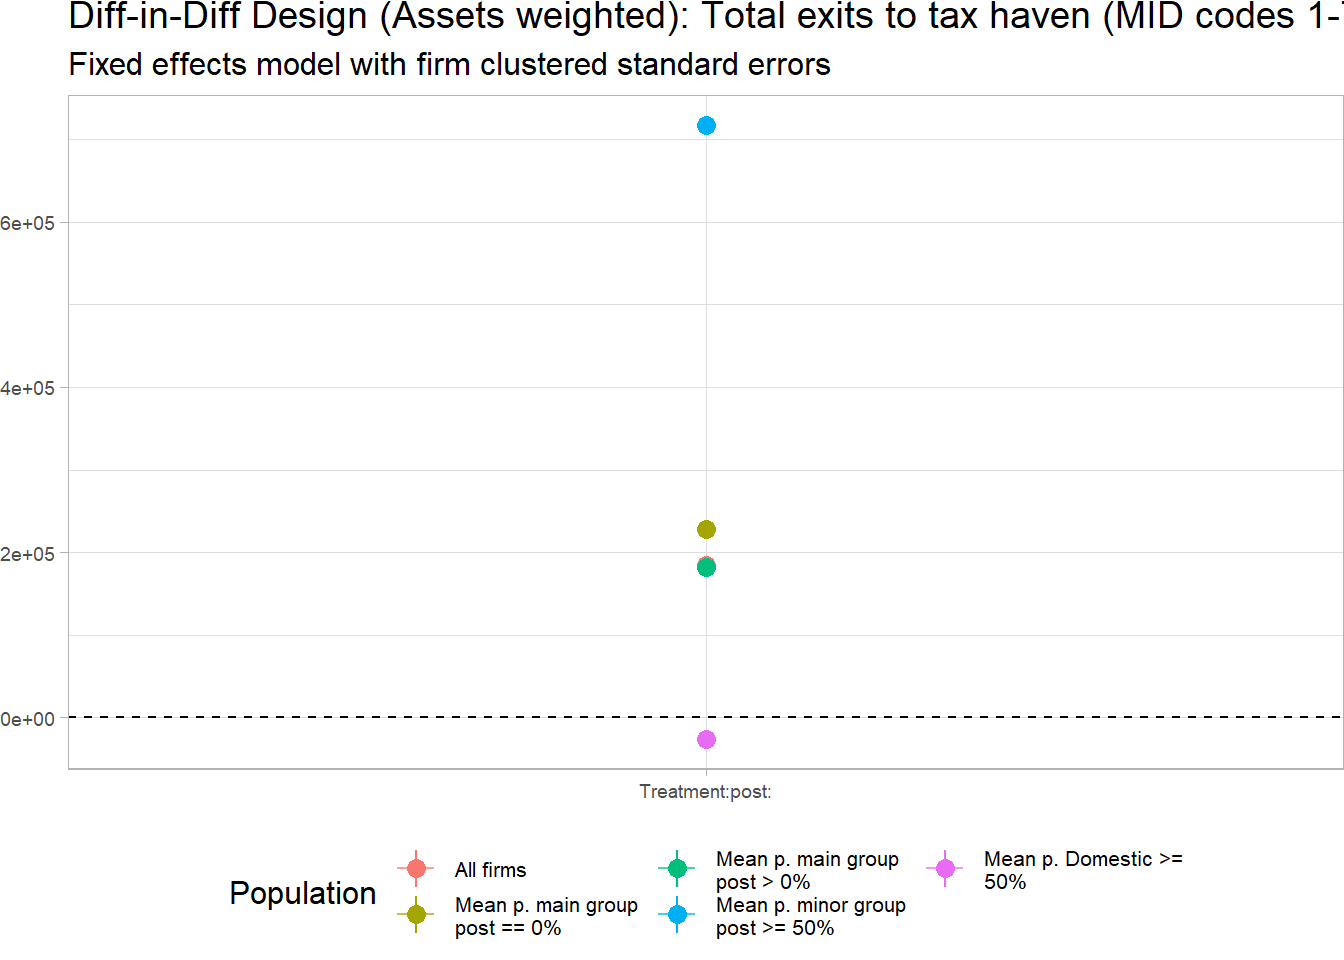 Diff-in-Diff Design (Assets weighted): Total exits to tax haven (MID codes 1-
Fixed effects model with firm clustered standard errors
6e+05
4e+05
2e+05
0e+00
Treatment:post:
Population
All firms
Mean p. main group
post == 0%
Mean p. main group
post > 0%
Mean p. minor group
post >= 50%
Mean p. Domestic >=
50%